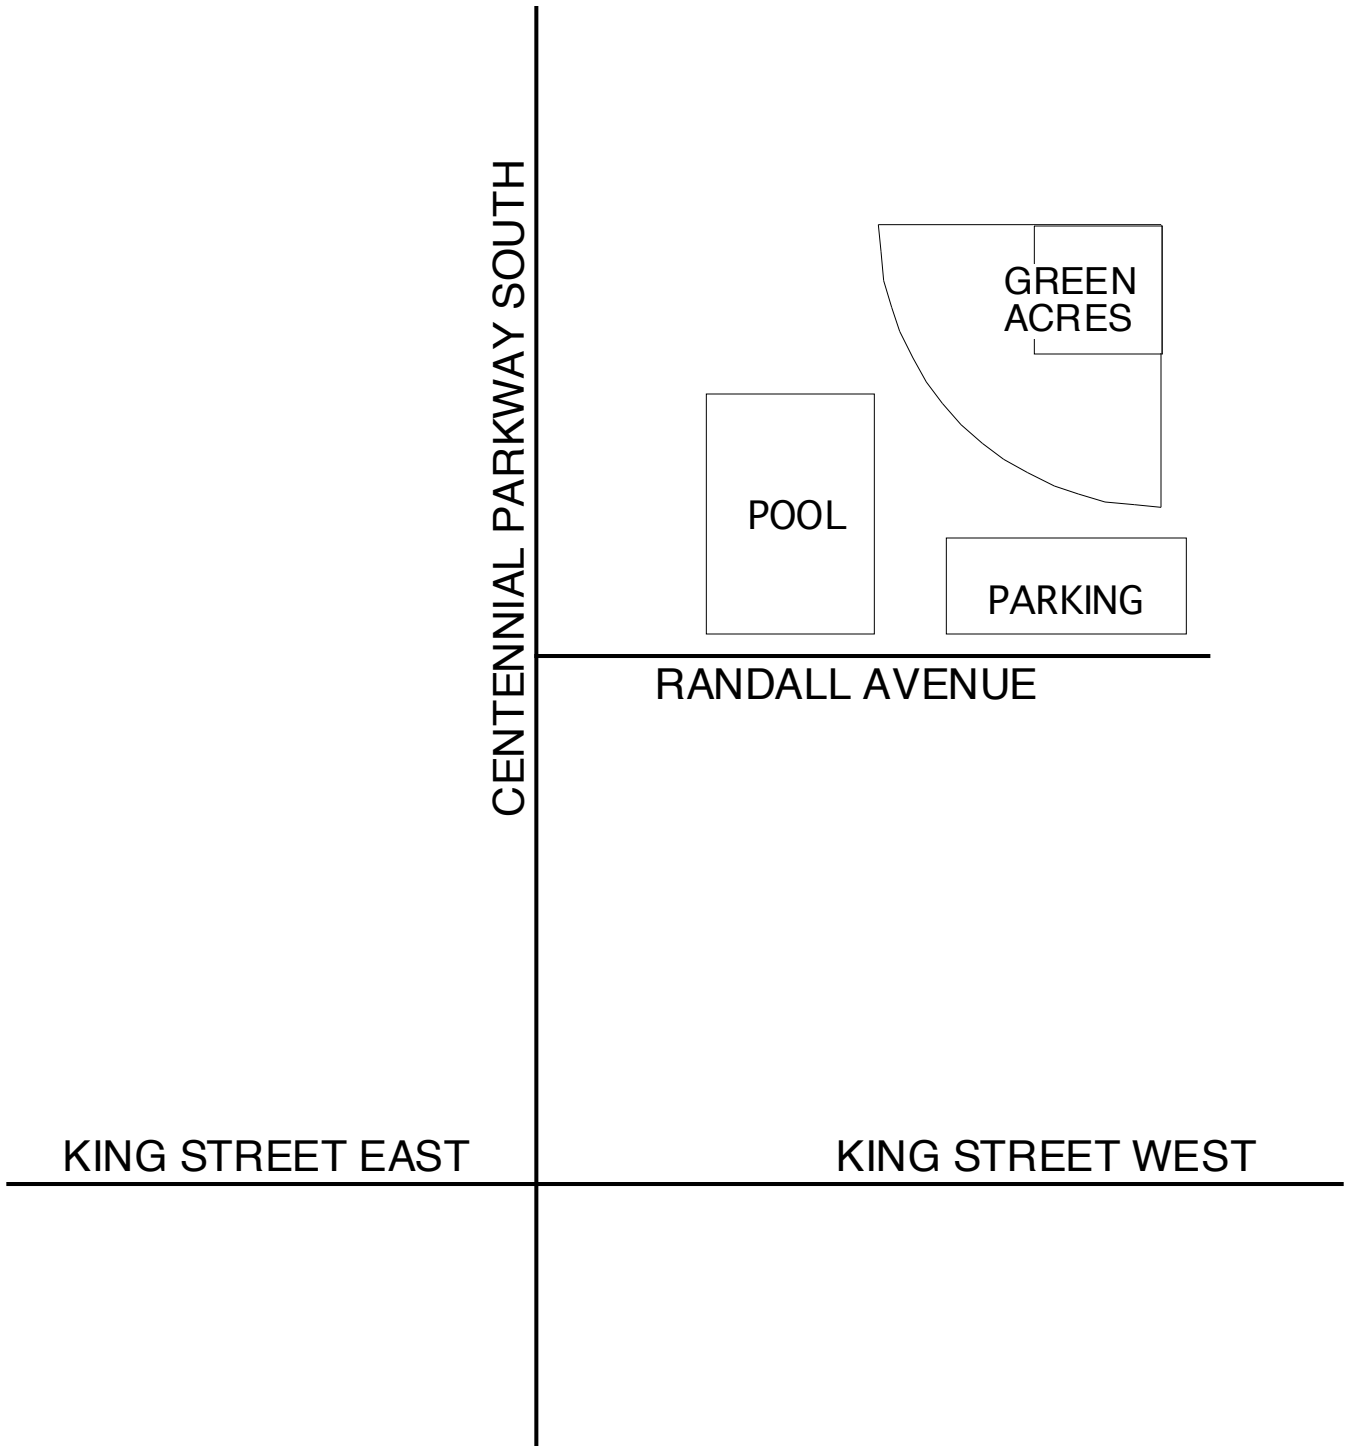 CENTENNIAL PARKWAY SOUTH
GREEN
ACRES
POOL
PARKING
RANDALL AVENUE
KING STREET EAST
KING STREET WEST